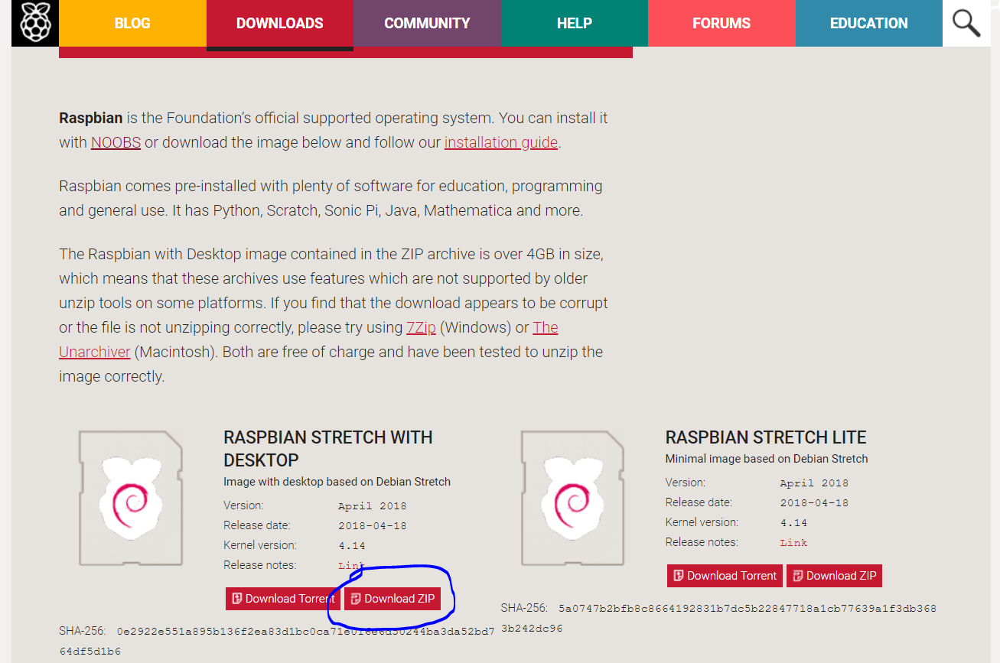 BLOG DOWNLOADS COMMUNITY HELP FORUMS EDUCATION
Raspbian is the Foundation's official supported operating system. You can install it
with NOOBS or download the image below and follow our installation guide.
Raspbian comes pre-installed with plenty of software for education, programming
and general use. It has Python, Scratch, Sonic Pi, Java, Mathematica and more.
The Raspbian with Desktop image contained in the ZIP archive is over 4GB in size,
which means that these archives use features which are not supported by older
unzip tools on some platforms. If you find that the download appears to be corrupt
or the file is not unzipping correctly, please try using 7Zip (Windows) or The
Unarchiver (Macintosh). Both are free of charge and have been tested to unzip the
image correctly.
RASPBIAN STRETCH WITH
DESKTOP
Image with desktop based on Debian Stretch
Version: April 2018
Release date: 2018-04-18
Kernel version: 4.14
Release notes: Link
Download Torrent Download ZIP
SHA-256:
64df5d1b6
RASPBIAN STRETCH LITE
Minimal image based on Debian Stretch
Version: April 2018
Release date: 2018-04-18
Kernel version: 4.14
Release notes: Link
Download Torrent Download ZIP
SHA-256: 5a0747b2bfb8c8664192831b7dc5b22847718a1cb77639a1f3db368
3b242dc96